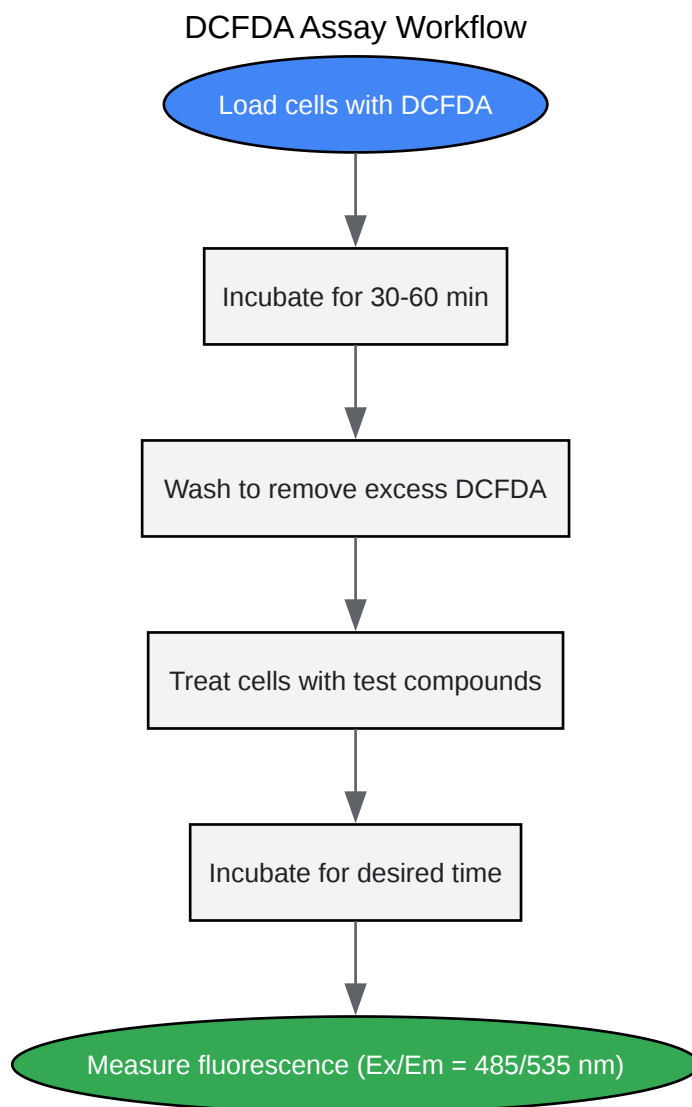 DCFDA Assay Workflow
Load cells with DCFDA
Incubate for 30-60 min
Wash to remove excess DCFDA
Treat cells with test compounds
Incubate for desired time
Measure fluorescence (Ex/Em = 485/535 nm)